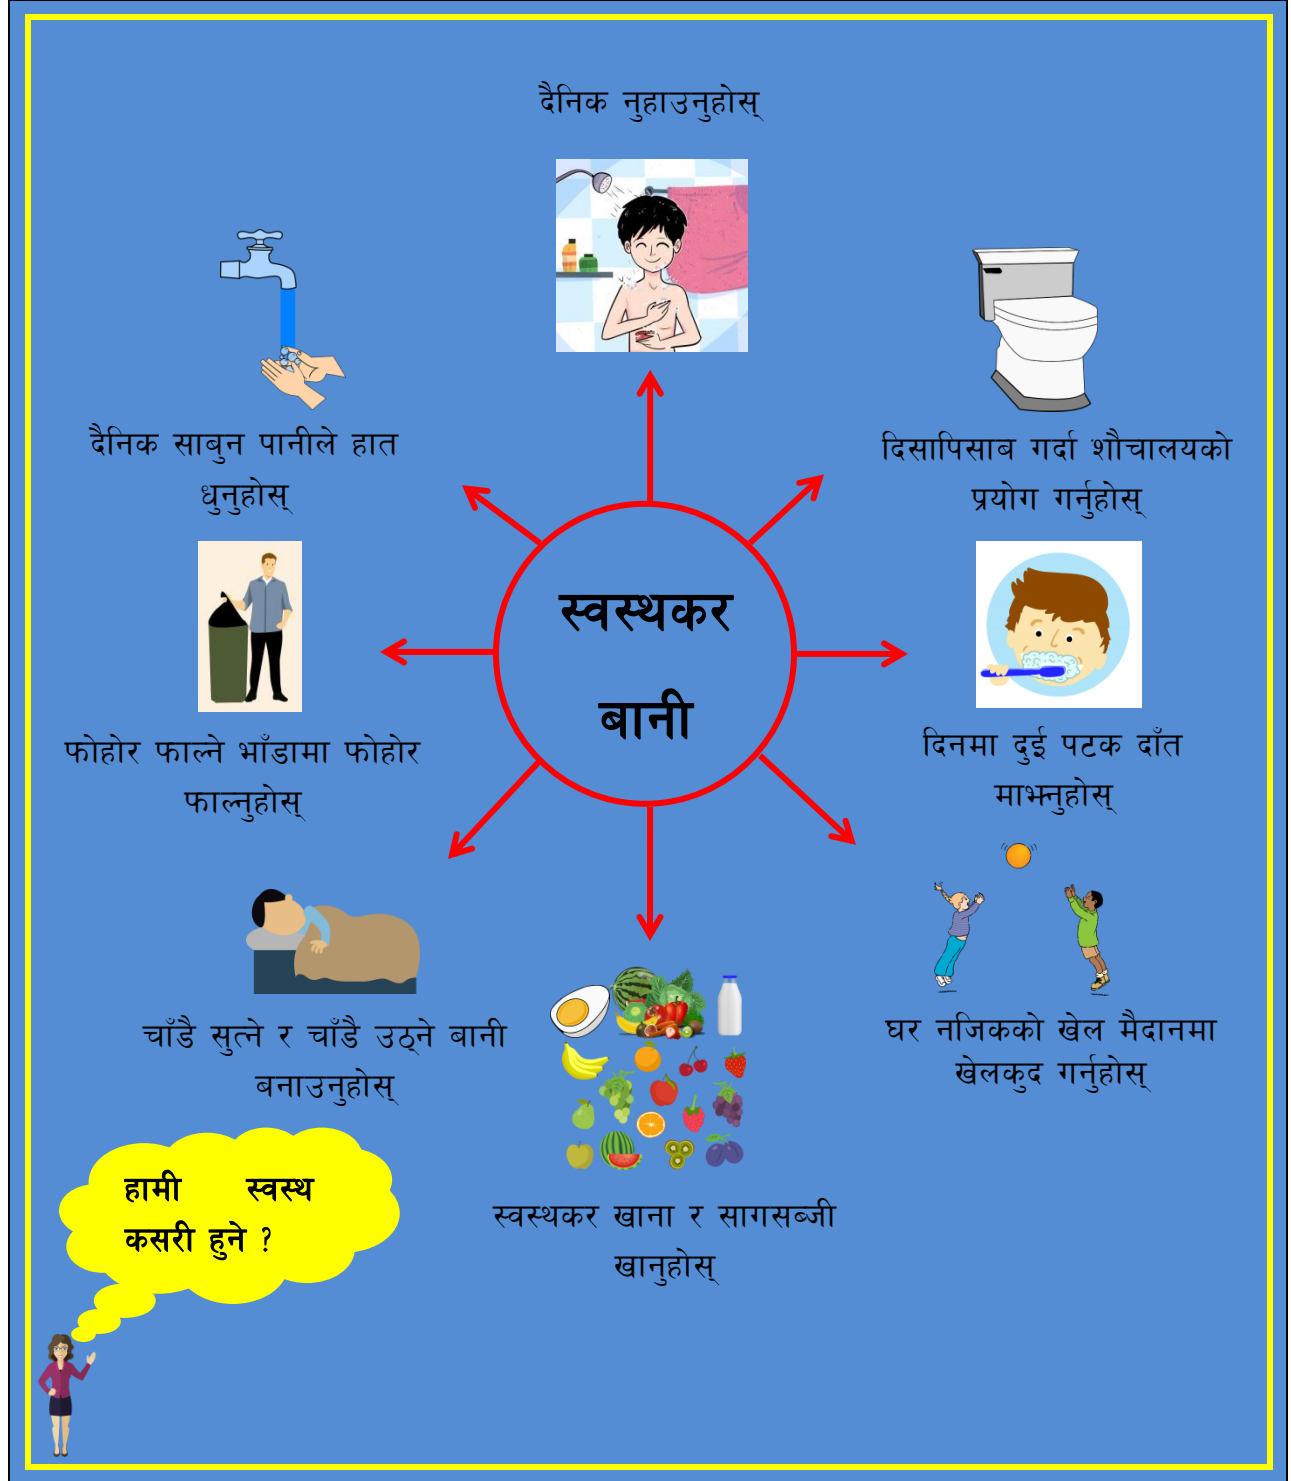 दैनिक नुहाउनुहोस्
दैनिक साबुन पानीले हात
धुनुहोस्
दिसापिसाब गर्दा शौचालयको
प्रयोग गर्नुहोस्
स्वस्थकर
बानी
फोहोर फाल्ने भाँडामा फोहोर
फाल्नुहोस्
दिनमा दुई पटक दाँत
माझ्नुहोस्
चाँडै सुत्ने र चाँडै उठ्ने बानी
बनाउनुहोस्
घर नजिकको खेल मैदानमा
खेलकुद गर्नुहोस्
हामी स्वस्थ
कसरी हुने ?
स्वस्थकर खाना र सागसब्जी
खानुहोस्